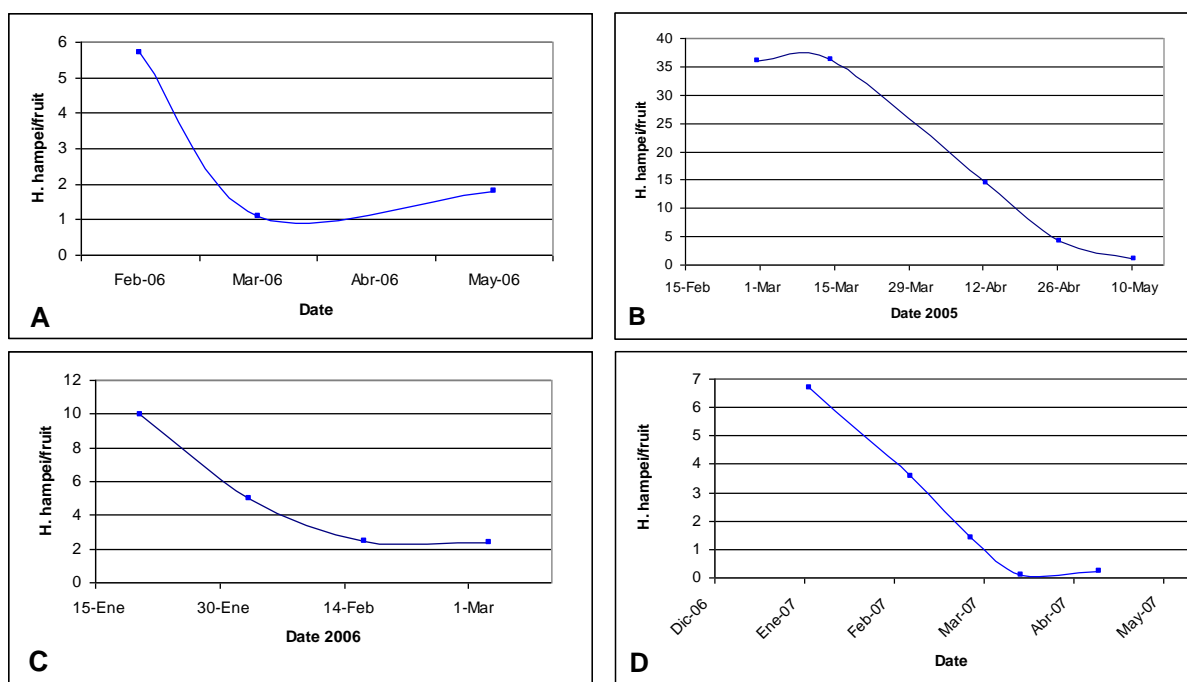 6
5
4
3
2
1
0
H. hampei/fruit
Feb-06 Mar-06 Abr-06 May-06
Date
A
40
35
30
25
20
15
10
5
0
H. hampei/fruit
15-Feb 1-Mar 15-Mar 29-Mar 12-Abr 26-Abr 10-May
Date 2005
B
12
10
8
6
4
2
0
H. hampei/fruit
15-Ene 30-Ene 14-Feb 1-Mar
Date 2006
C
7
6
5
4
3
2
1
0
H. hampei/fruit
Dic-06 Ene-07 Feb-07 Mar-07 Abr-07 May-07
Date
D